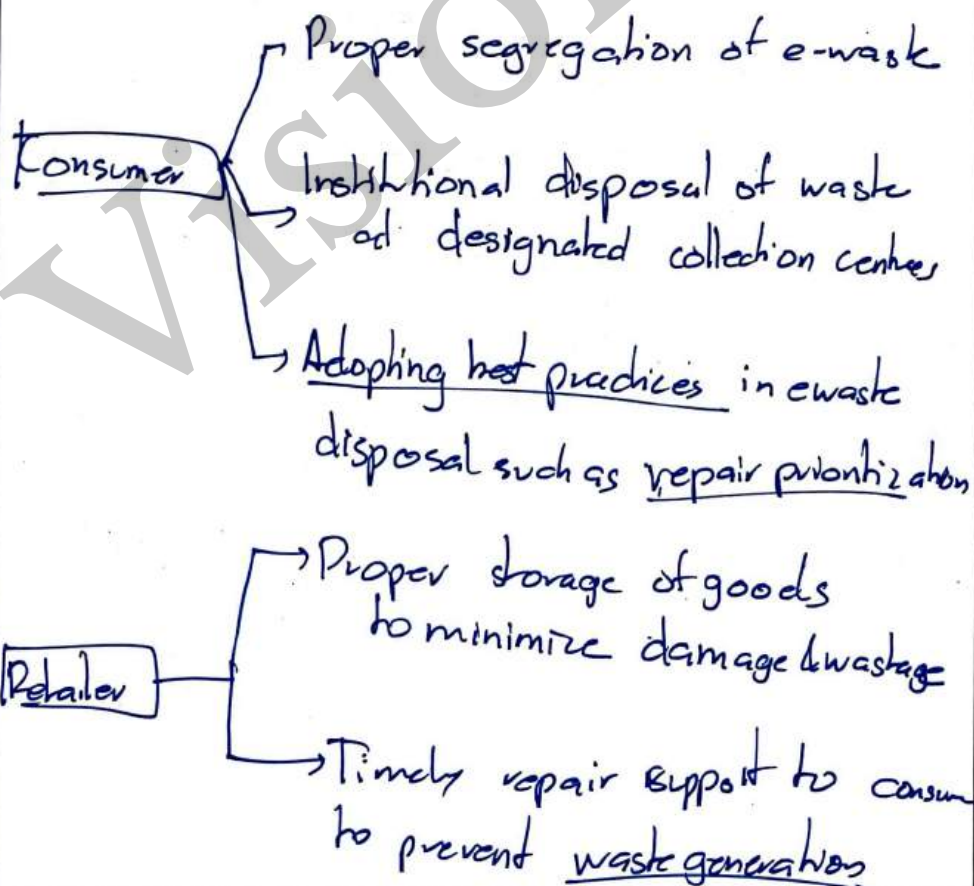 Proper segregation of e-waste
Consumer
Institutional disposal of waste
at designated collection centres
Adopting best practices in ewaste
disposal such as repair prioritization
Proper storage of goods
to minimize damage & wastage
Retailer
Timely repair support to consum
to prevent waste generation
Vision